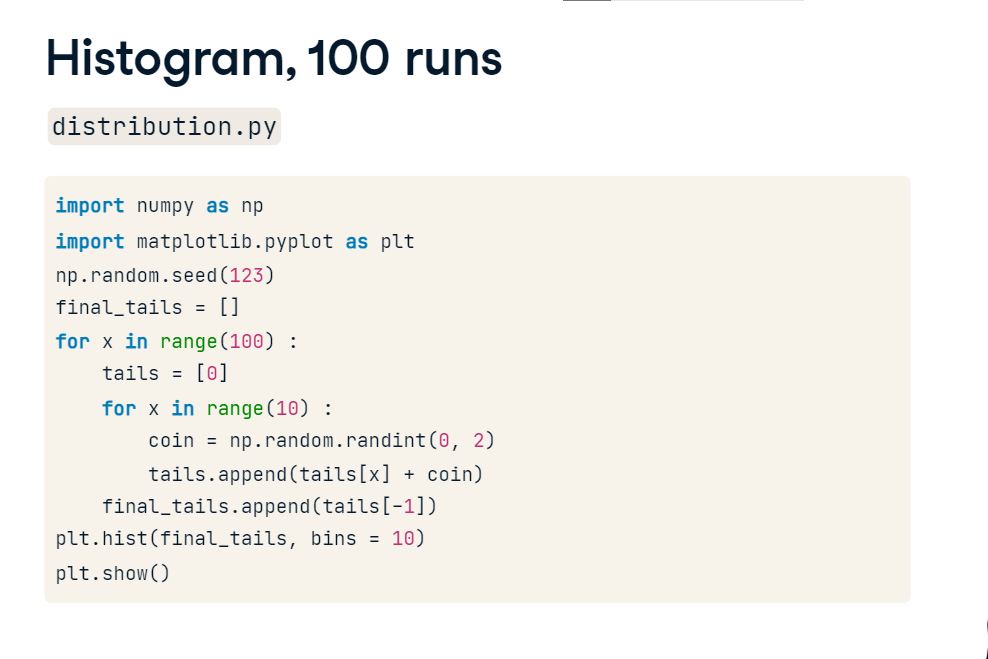 Histogram, 100 runs
distribution.py
import numpy as np
import matplotlib.pyplot as plt
np.random.seed(123)
final_tails = []
for x in range(100) :
    tails = [0]
    for x in range(10) :
        coin = np.random.randint(0, 2)
        tails.append(tails[x] + coin)
    final_tails.append(tails[-1])
plt.hist(final_tails, bins = 10)
plt.show()